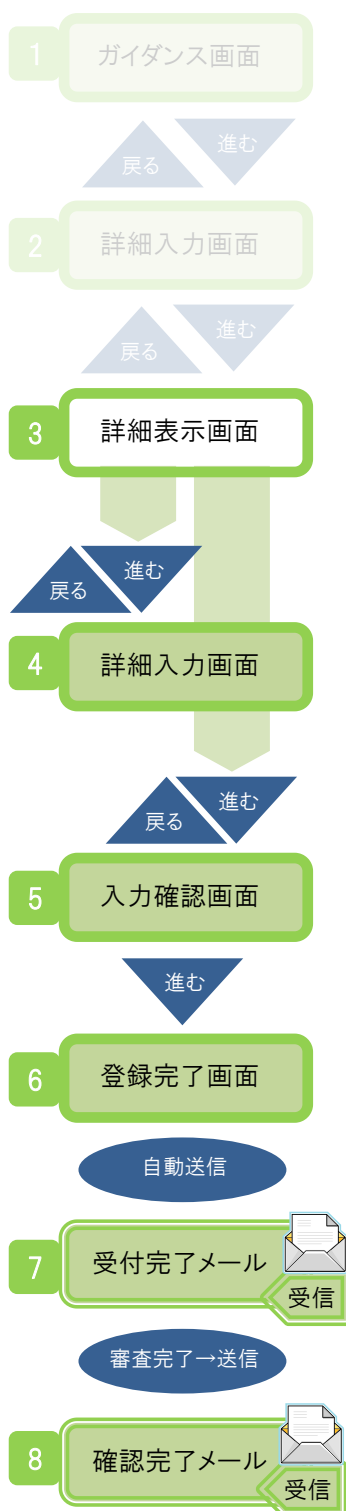 1 ガイダンス画面
戻る 進む
2 詳細入力画面
戻る 進む
3 詳細表示画面
戻る 進む
4 詳細入力画面
戻る 進む
5 入力確認画面
進む
6 登録完了画面
自動送信
7 受付完了メール
受信
審査完了→送信
8 確認完了メール
受信